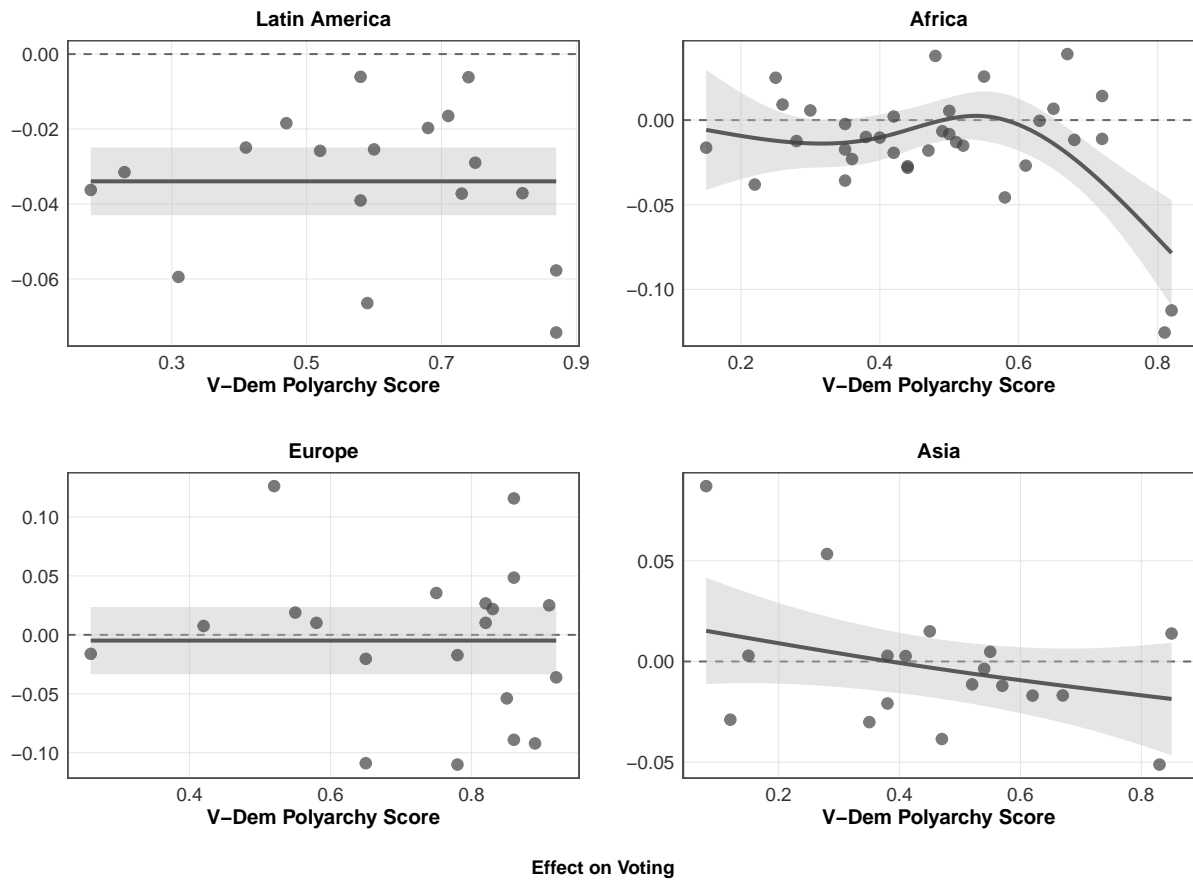 Latin America
0.00
−0.02
−0.04
−0.06
0.3 0.5 0.7 0.9
V−Dem Polyarchy Score
Africa
0.00
−0.05
−0.10
0.2 0.4 0.6 0.8
V−Dem Polyarchy Score
Europe
0.10
0.05
0.00
−0.05
−0.10
0.4 0.6 0.8
V−Dem Polyarchy Score
Asia
0.05
0.00
−0.05
0.2 0.4 0.6 0.8
V−Dem Polyarchy Score
Effect on Voting